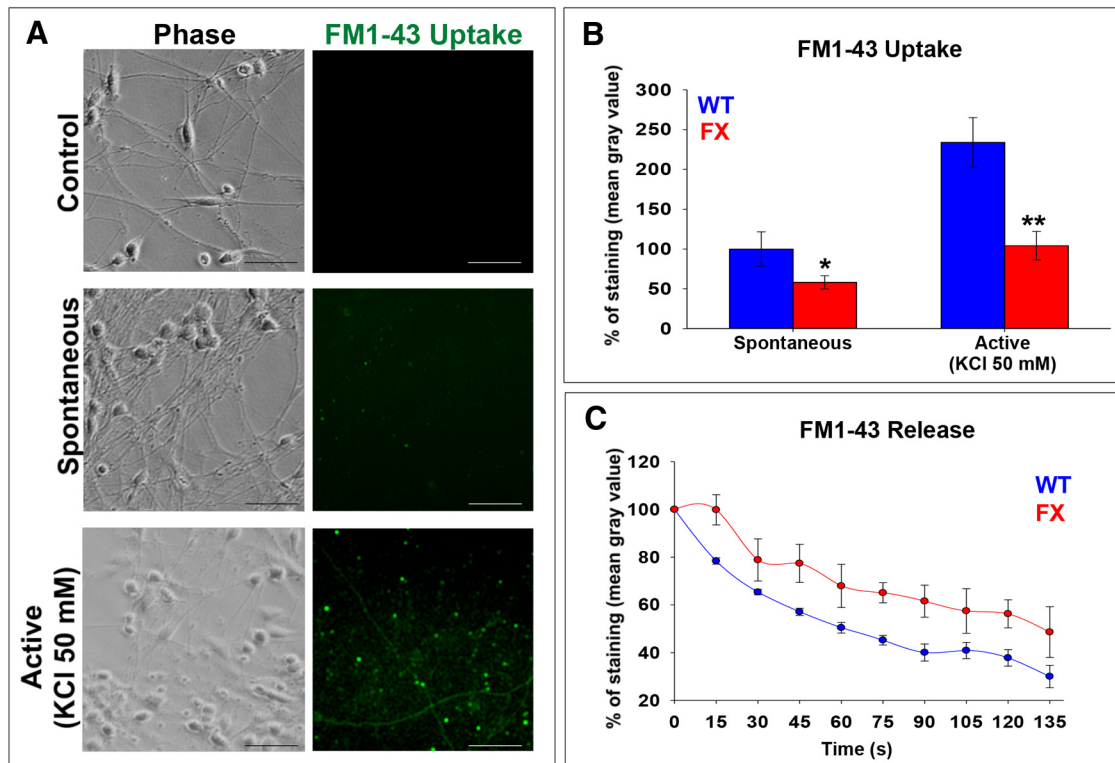 A
Phase
FM1-43 Uptake
Control
Spontaneous
Active
(KCl 50 mM)
B
FM1-43 Uptake
% of staining (mean gray value)
300
250
200
150
100
50
0
WT
FX
*
**
Spontaneous
Active
(KCl 50 mM)
C
FM1-43 Release
% of staining (mean gray value)
120
100
80
60
40
20
WT
FX
0 15 30 45 60 75 90 105 120 135
Time (s)